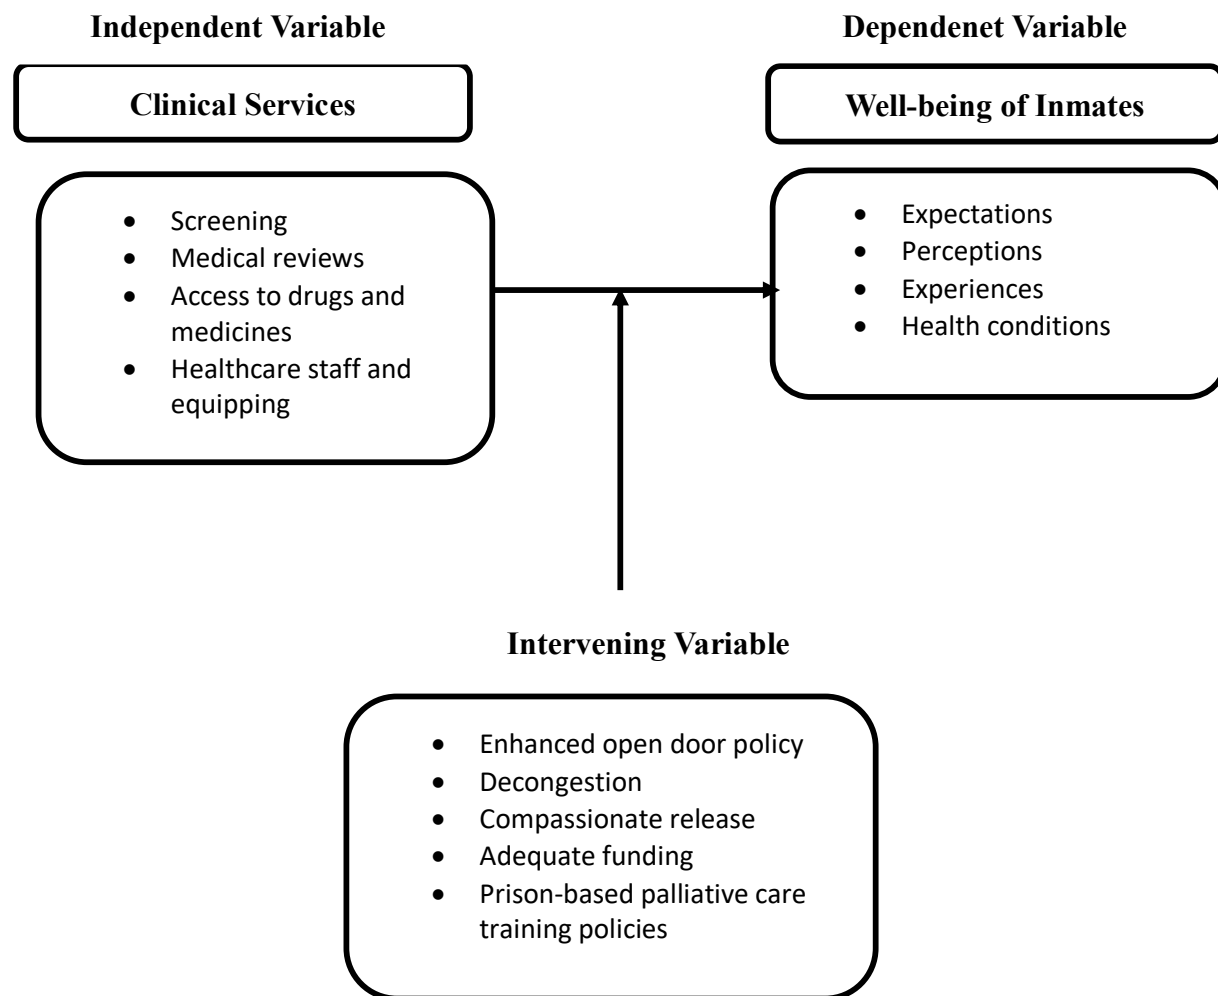 Independent Variable
Dependenet Variable
Clinical Services
Well-being of Inmates
• Screening
• Medical reviews
• Access to drugs and
medicines
• Healthcare staff and
equipping
• Expectations
• Perceptions
• Experiences
• Health conditions
Intervening Variable
• Enhanced open door policy
• Decongestion
• Compassionate release
• Adequate funding
• Prison-based palliative care
training policies